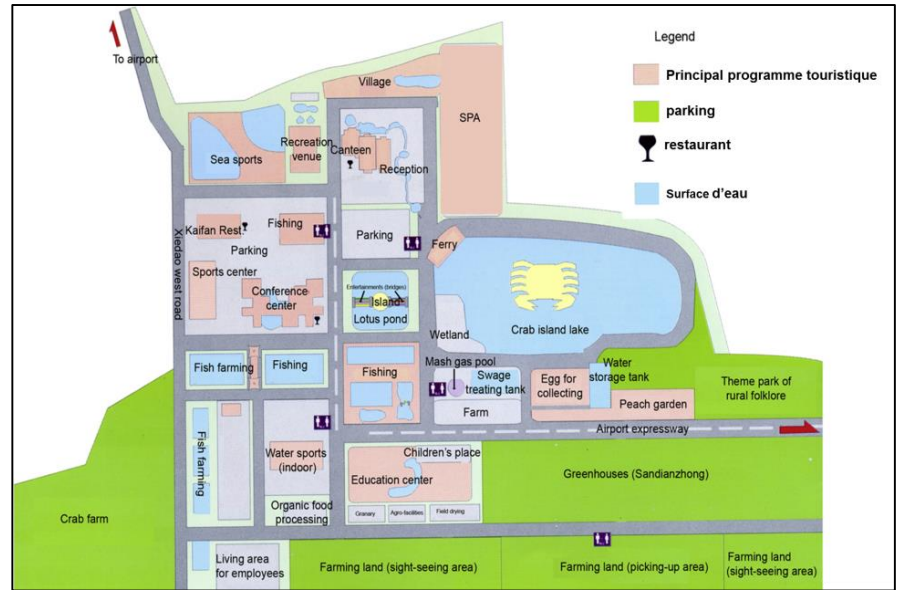 To airport
Legend
Principal programme touristique
parking
restaurant
Surface d'eau
Village
SPA
Sea sports
Recreation
venue
Canteen
Reception
Kaifan Rest.
Fishing
Parking
Parking
Ferry
Xiedao west road
Sports center
Conference
center
Entertainments (bridges)
Island
Lotus pond
Crab island lake
Wetland
Fish farming
Fishing
Fishing
Mash gas pool
Swage
treating tank
Farm
Egg for
collecting
Water
storage tank
Peach garden
Theme park of
rural folklore
Airport expressway
Fish farming
Water sports
(indoor)
Children's place
Education center
Greenhouses (Sandianzhong)
Organic food
processing
Granary
Agro-facilities
Field drying
Crab farm
Living area
for employees
Farming land (sight-seeing area)
Farming land (picking-up area)
Farming land
(sight-seeing area)